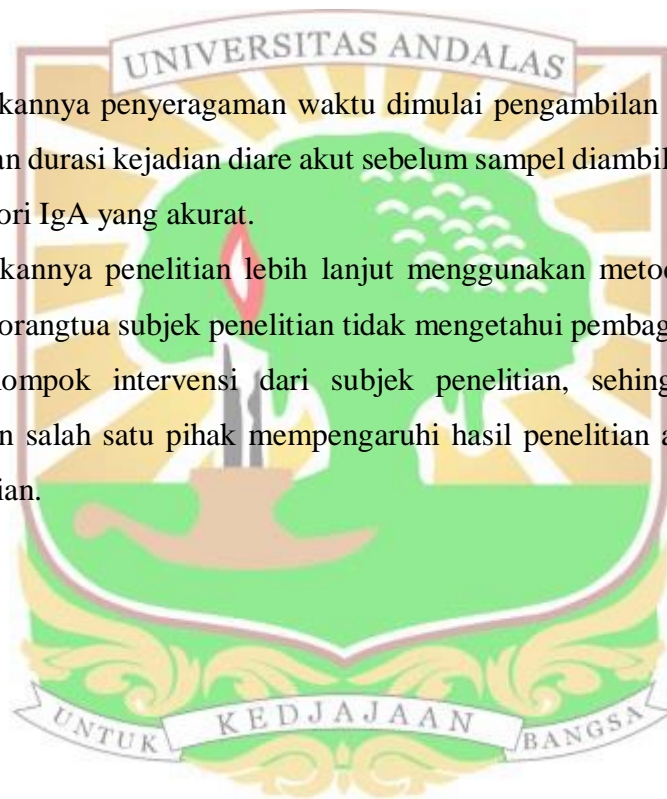 UNIVERSITAS ANDALAS
kannya penyeragaman waktu dimulai pengambilan
an durasi kejadian diare akut sebelum sampel diambil
ori IgA yang akurat.
kannya penelitian lebih lanjut menggunakan metod
orangtua subjek penelitian tidak mengetahui pembag
lompok intervensi dari subjek penelitian, sehing
n salah satu pihak mempengaruhi hasil penelitian a
ian.
UNTUK KEDJAJAAN BANGSA